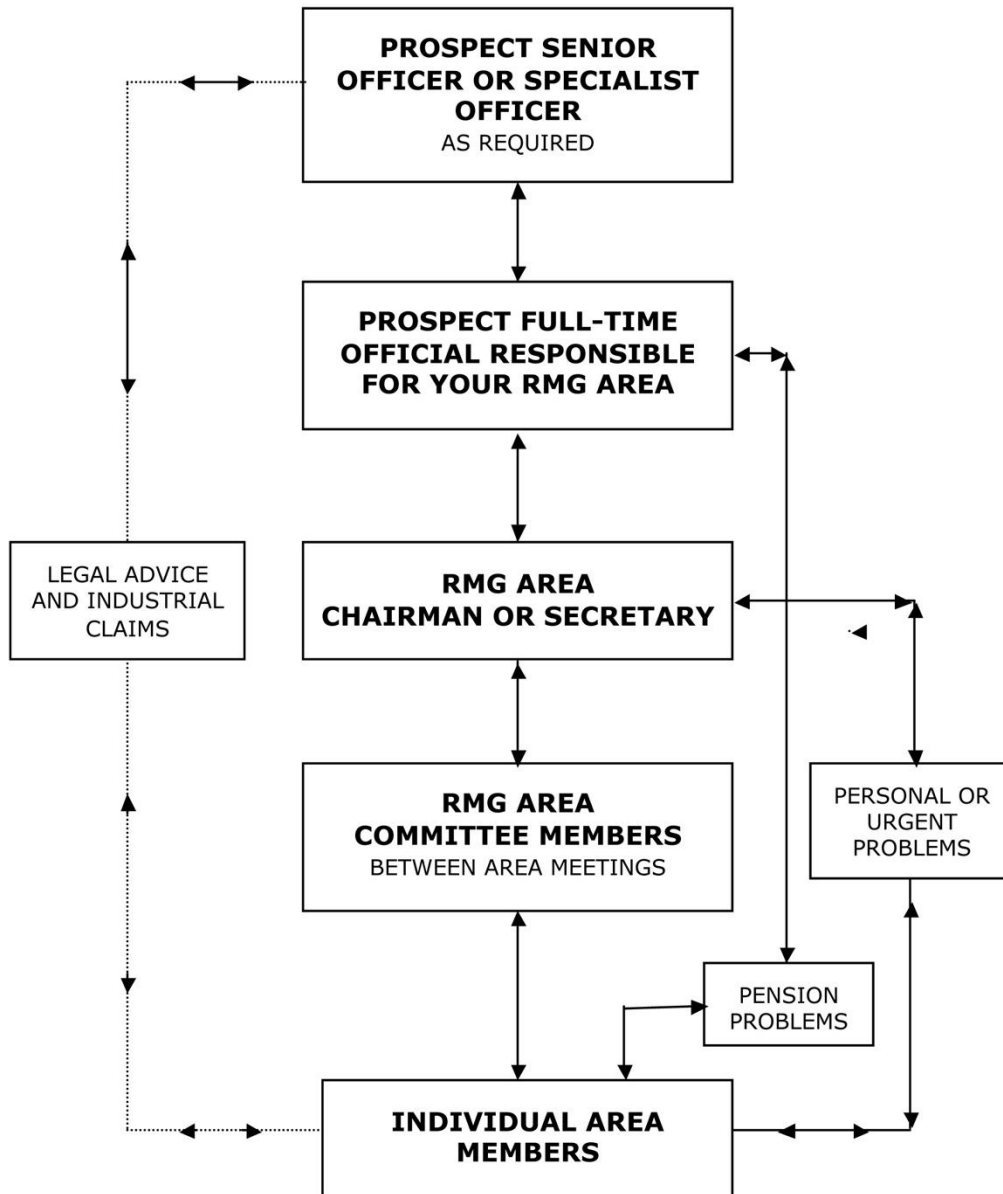 PROSPECT SENIOR
OFFICER OR SPECIALIST
OFFICER
AS REQUIRED
PROSPECT FULL-TIME
OFFICIAL RESPONSIBLE
FOR YOUR RMG AREA
LEGAL ADVICE
AND INDUSTRIAL
CLAIMS
RMG AREA
CHAIRMAN OR SECRETARY
RMG AREA
COMMITTEE MEMBERS
BETWEEN AREA MEETINGS
PERSONAL OR
URGENT
PROBLEMS
PENSION
PROBLEMS
INDIVIDUAL AREA
MEMBERS